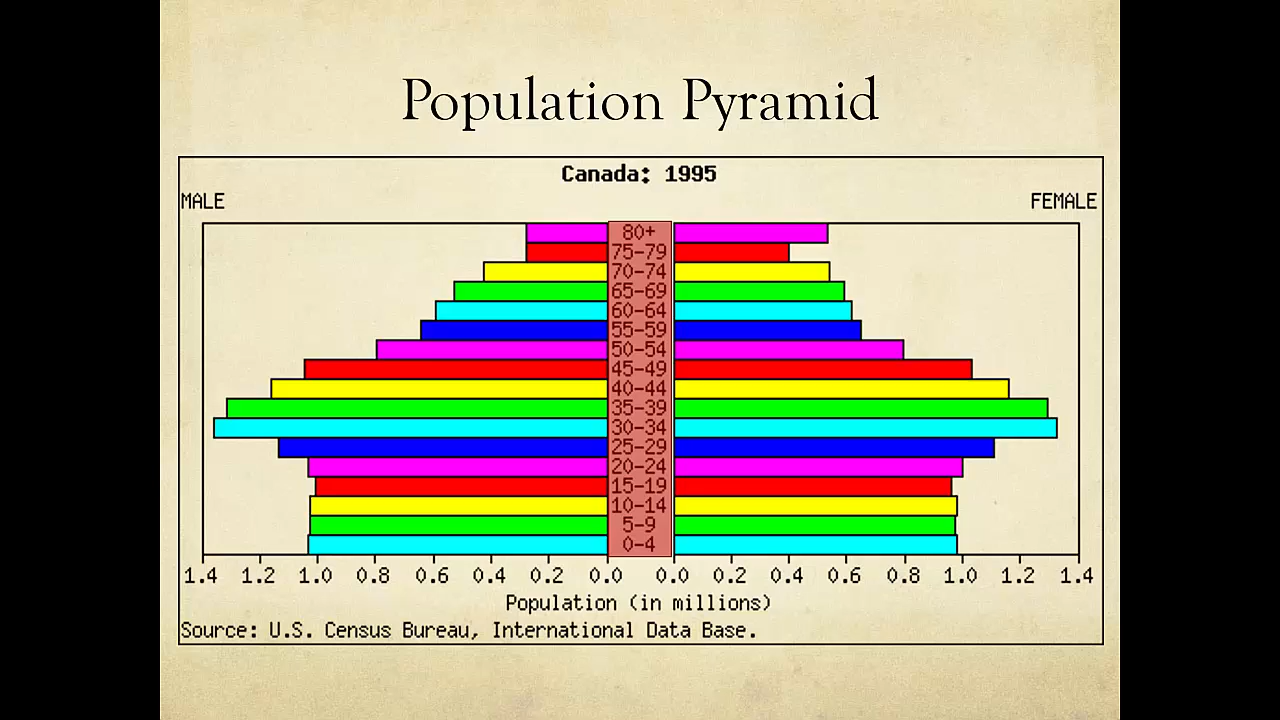 Population Pyramid
Canada: 1995
MALE
FEMALE
80+
75-79
70-74
65-69
60-64
55-59
50-54
45-49
40-44
35-39
30-34
25-29
20-24
15-19
10-14
5-9
0-4
1.4 1.2 1.0 0.8 0.6 0.4 0.2 0.0 0.0 0.2 0.4 0.6 0.8 1.0 1.2 1.4
Population (in millions)
Source: U.S. Census Bureau, International Data Base.